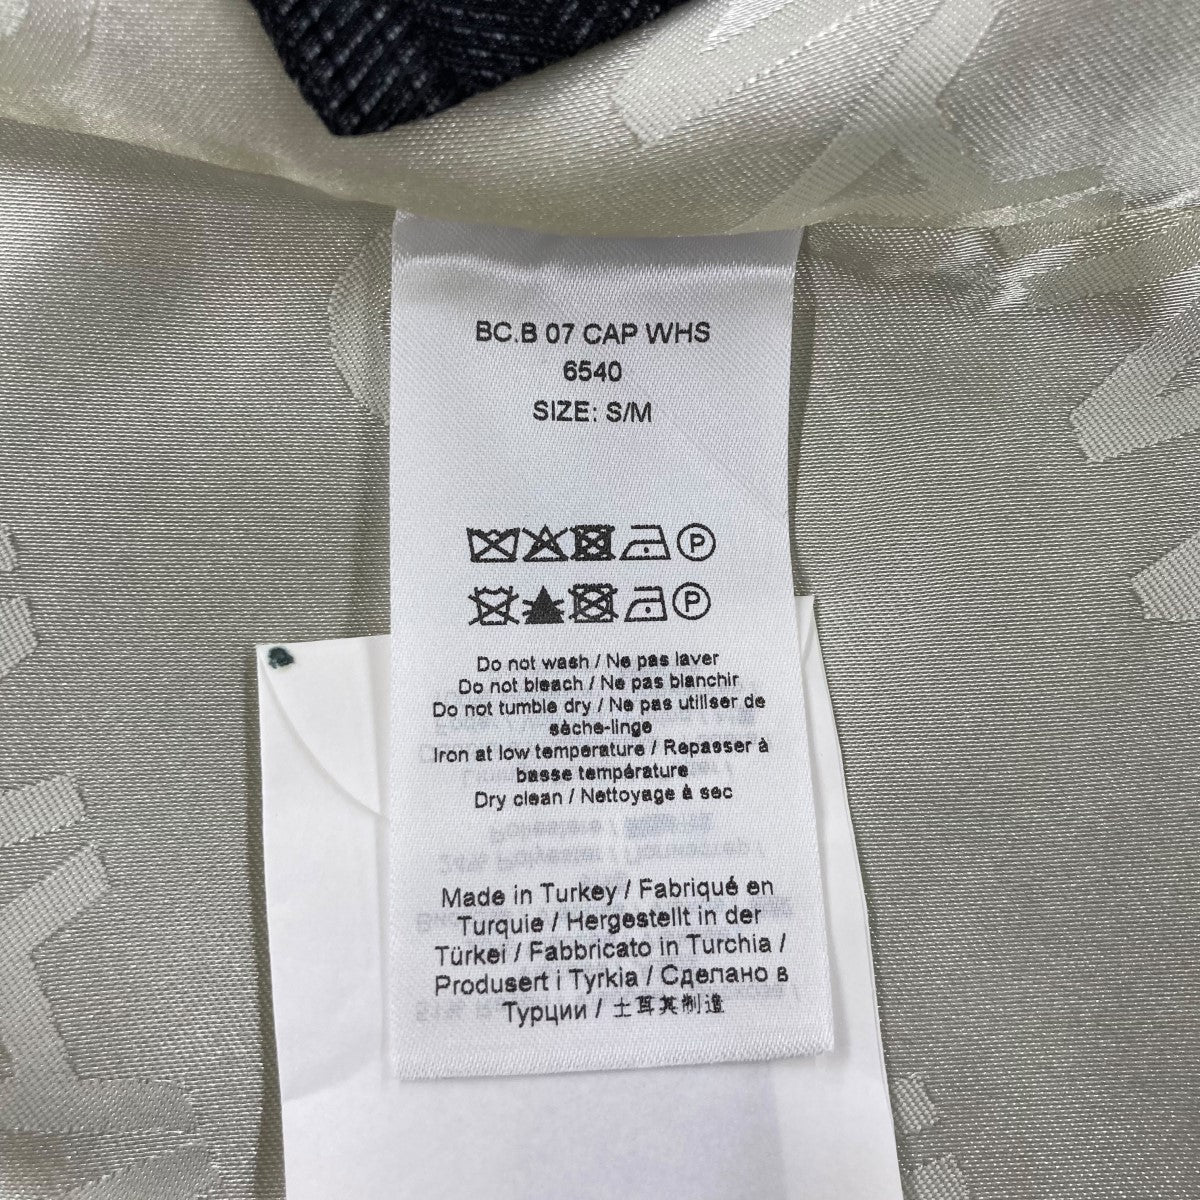 BC.B 07 CAP WHS
6540
SIZE: S/M
P
P
Do not wash / Ne pas laver
Do not bleach / Ne pas blanchir
Do not tumble dry / Ne pas utiliser de
sèche-linge
Iron at low temperature / Repasser à
basse température
Dry clean / Nettoyage à sec
Made in Turkey / Fabriqué en
Turquie / Hergestellt in der
Türkei / Fabbricato in Turchia /
Produsert i Tyrkia / Сделано в
Турции / 土耳其制造